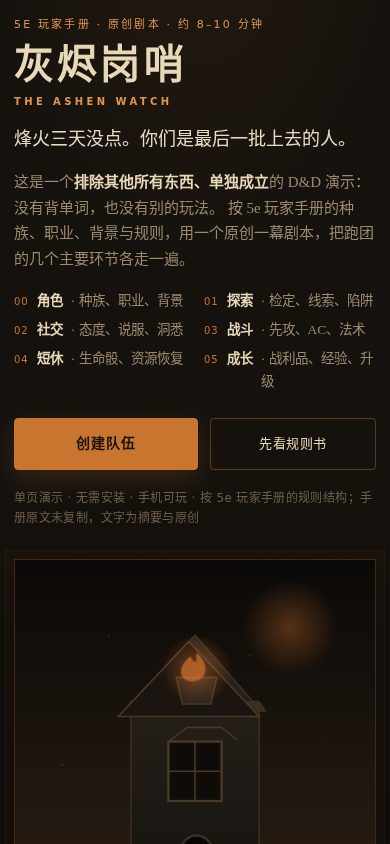 5E 玩家手册 · 原创剧本 · 约 8–10 分钟
灰烬岗哨
THE ASHEN WATCH
烽火三天没点。你们是最后一批上去的人。
这是一个排除其他所有东西、单独成立的 D&D 演示：
没有背单词，也没有别的玩法。 按 5e 玩家手册的种
族、职业、背景与规则，用一个原创一幕剧本，把跑团
的几个主要环节各走一遍。
00 角色 · 种族、职业、背景
01 探索 · 检定、线索、陷阱
02 社交 · 态度、说服、洞悉
03 战斗 · 先攻、AC、法术
04 短休 · 生命骰、资源恢复
05 成长 · 战利品、经验、升
级
创建队伍
先看规则书
单页演示 · 无需安装 · 手机可玩 · 按 5e 玩家手册的规则结构；手
册原文未复制，文字为摘要与原创